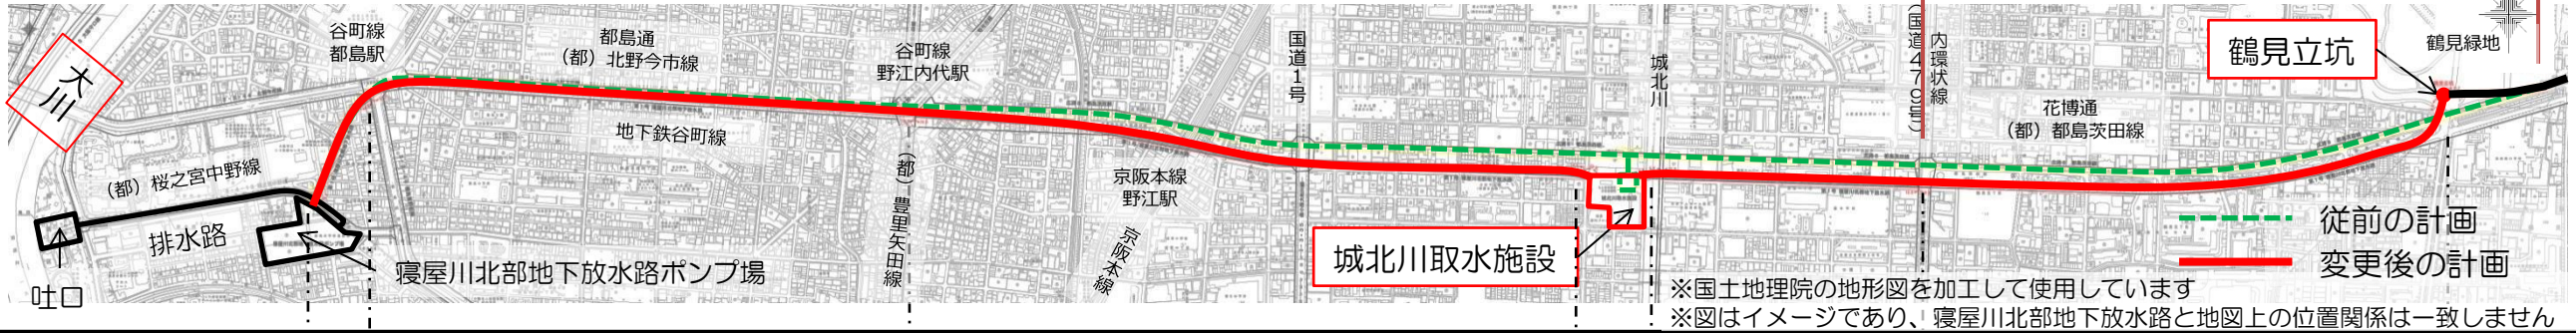 大川
谷町線
都島駅
都島通
（都）北野今市線
谷町線
野江内代駅
国道1号
城北川
（国道479号）
内環状線
鶴見立坑
鶴見緑地
花博通
（都）都島茨田線
地下鉄谷町線
（都）桜之宮中野線
（都）豊里矢田線
京阪本線
野江駅
京阪本線
排水路
吐口
寝屋川北部地下放水路ポンプ場
城北川取水施設
従前の計画
変更後の計画
※国土地理院の地形図を加工して使用しています
※図はイメージであり、寝屋川北部地下放水路と地図上の位置関係は一致しません